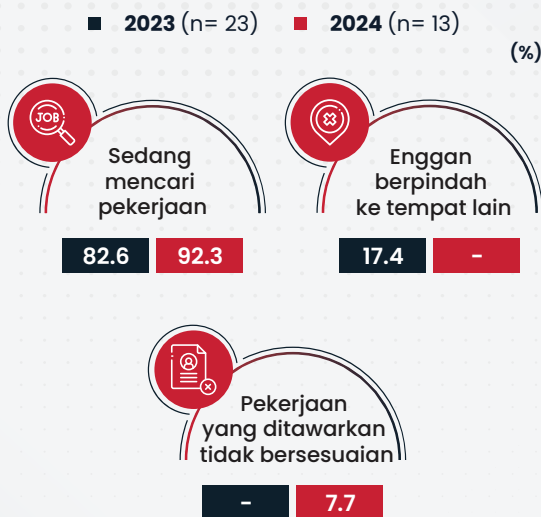 2023 (n= 23) 2024 (n= 13)
(%)
JOB
Sedang
mencari
pekerjaan
82.6 92.3
Enggan
berpindah
ke tempat lain
17.4 -
Pekerjaan
yang ditawarkan
tidak bersesuaian
- 7.7